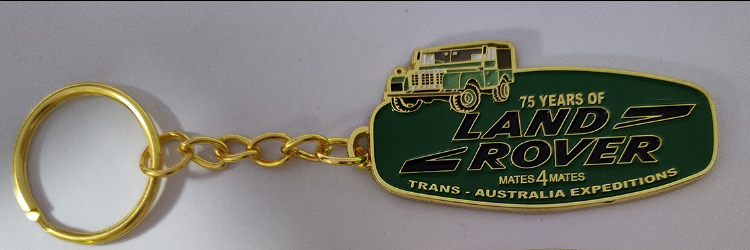 75 YEARS OF
LAND
ROVER
MATES 4 MATES
TRANS - AUSTRALIA EXPEDITIONS